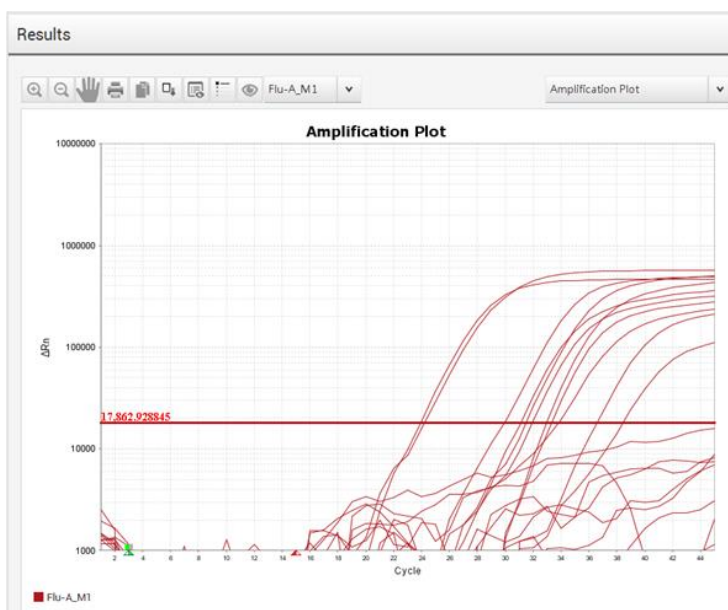 Results
Flu-A_M1
Amplification Plot
Amplification Plot
10000000
1000000
100000
10000
1000
ΔRn
17,862.928845
2 4 6 8 10 12 14 16 18 20 22 24 26 28 30 32 34 36 38 40 42 44
Cycle
Flu-A_M1